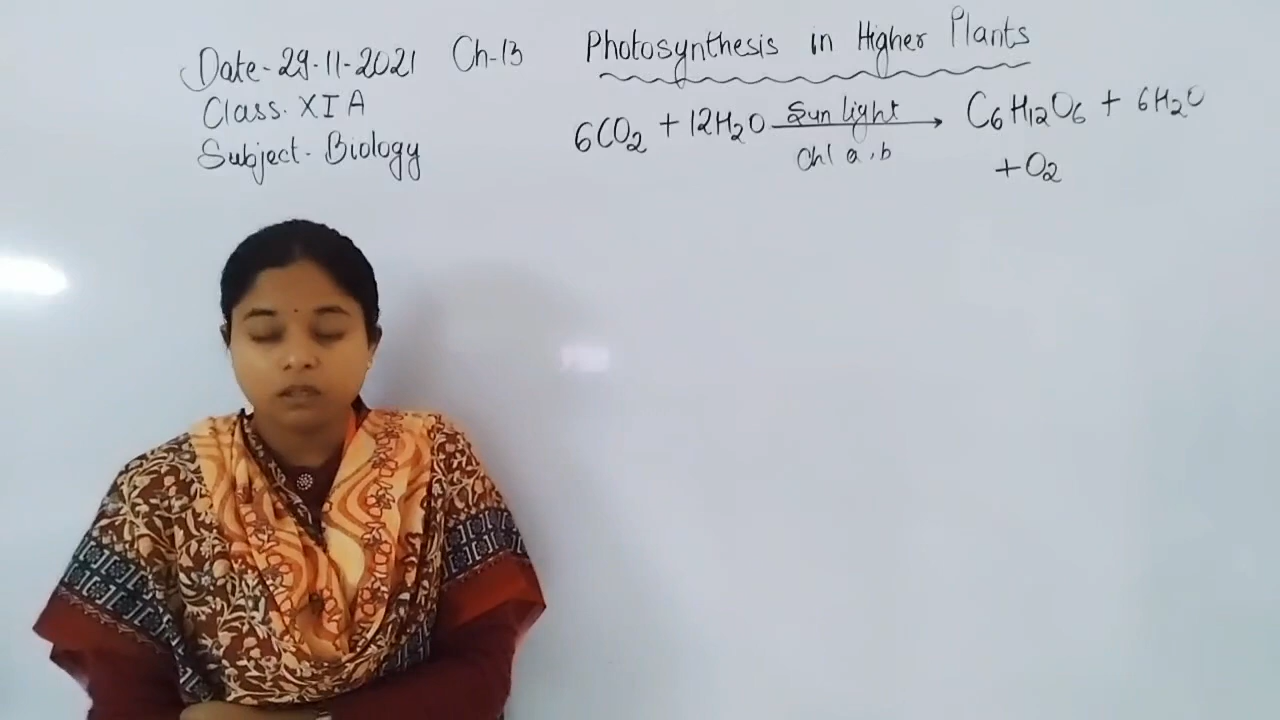 Date-29-11-2021 Ch-13 Photosynthesis in Higher Plants
Class. XI A
Subject- Biology
6CO₂ + 12H₂O Sun light → C₆H₁₂O₆ + 6H₂O
Chl a, b
+O₂